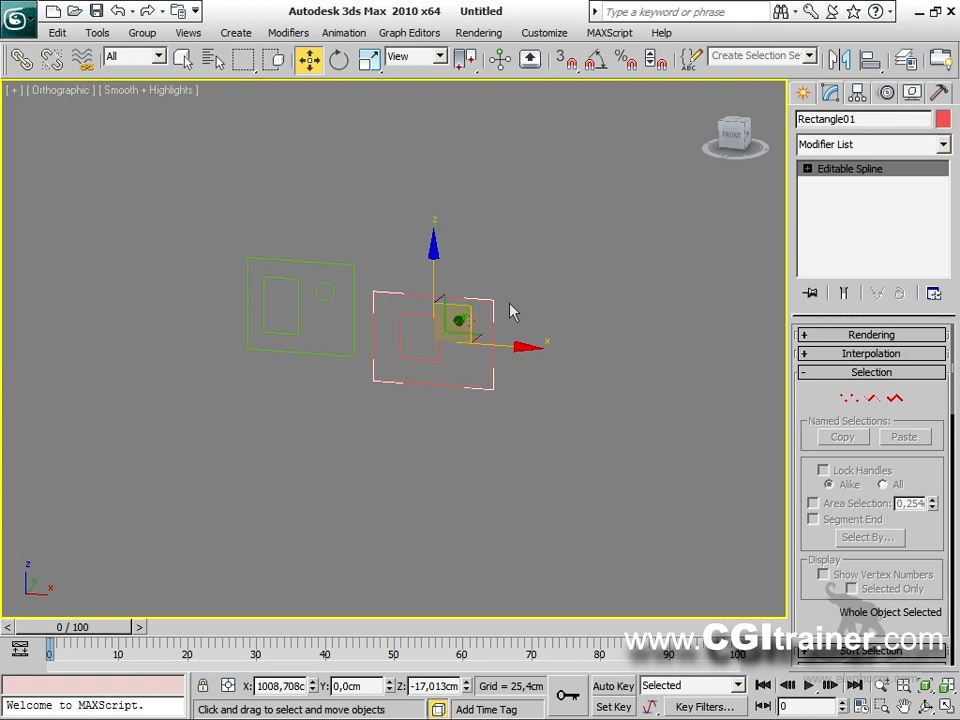 Autodesk 3ds Max 2010 x64 Untitled
Type a keyword or phrase
Edit Tools Group Views Create Modifiers Animation Graph Editors Rendering Customize MAXScript Help
All
View
3
Create Selection Se
[ + ] [ Orthographic ] [ Smooth + Highlights ]
FRONT
Rectangle01
Modifier List
Editable Spline
z
x
Rendering
Interpolation
Selection
Named Selections:
Copy Paste
Lock Handles
Alike All
Area Selection: 0,254
Segment End
Select By...
Display
Show Vertex Numbers
Selected Only
Whole Object Selected
Soft Selection
z
y
x
0 / 100
0 10 20 30 40 50 60 70 80 90
www.CGItrainer.com
X: 1008,708c Y: 0,0cm Z: -17,013cm Grid = 25,4cm
Auto Key Selected
Welcome to MAXScript.
Click and drag to select and move objects
Add Time Tag
Set Key Key Filters...
0